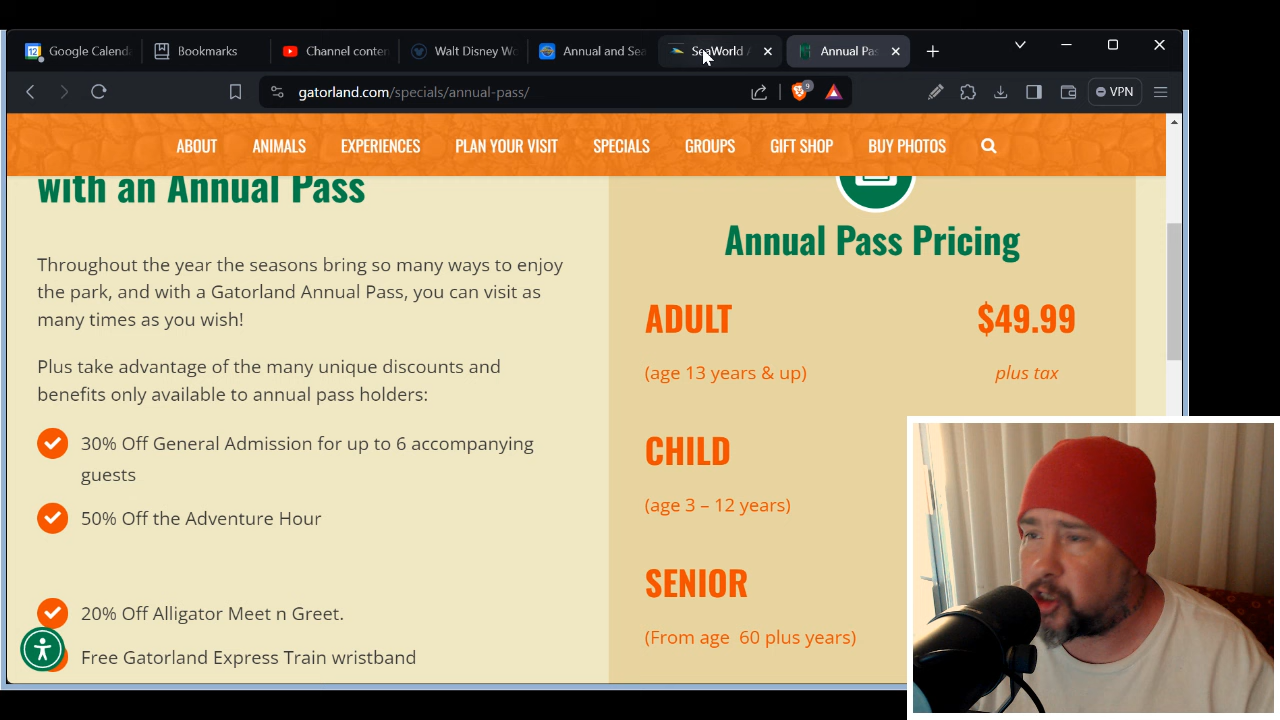 Google Calenda
Bookmarks
Channel conten
Walt Disney Wo
Annual and Sea
SeaWorld
Annual Pas
gatorland.com/specials/annual-pass/
9
VPN
ABOUT
ANIMALS
EXPERIENCES
PLAN YOUR VISIT
SPECIALS
GROUPS
GIFT SHOP
BUY PHOTOS
with an Annual Pass
Throughout the year the seasons bring so many ways to enjoy
the park, and with a Gatorland Annual Pass, you can visit as
many times as you wish!
Plus take advantage of the many unique discounts and
benefits only available to annual pass holders:
30% Off General Admission for up to 6 accompanying
guests
50% Off the Adventure Hour
20% Off Alligator Meet n Greet.
Free Gatorland Express Train wristband
Annual Pass Pricing
ADULT $49.99
(age 13 years & up) plus tax
CHILD
(age 3 – 12 years)
SENIOR
(From age 60 plus years)